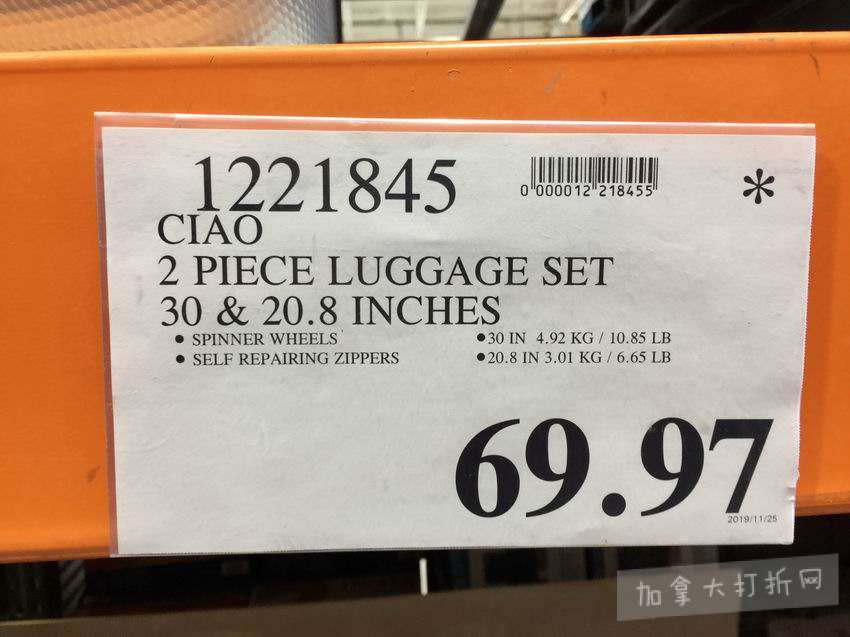 1221845
0 000012 218455
*
CIAO
2 PIECE LUGGAGE SET
30 & 20.8 INCHES
• SPINNER WHEELS
• SELF REPAIRING ZIPPERS
• 30 IN 4.92 KG / 10.85 LB
• 20.8 IN 3.01 KG / 6.65 LB
69.97
2019/11/25
加拿大打折网